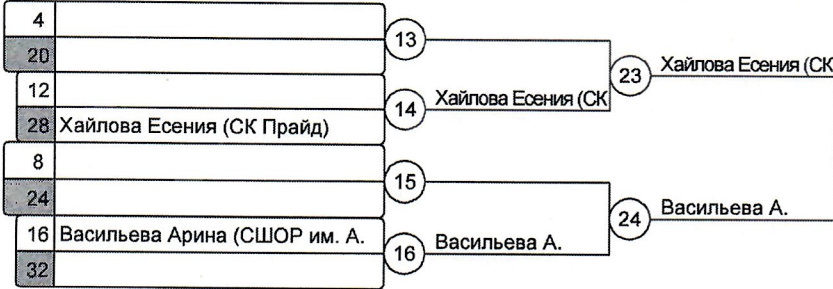 4
20
13
12
28 Хайлова Есения (СК Прайд)
14 Хайлова Есения (СК
23 Хайлова Есения (СК
8
24
15
16 Васильева Арина (СШОР им. А.
32
16 Васильева А.
24 Васильева А.